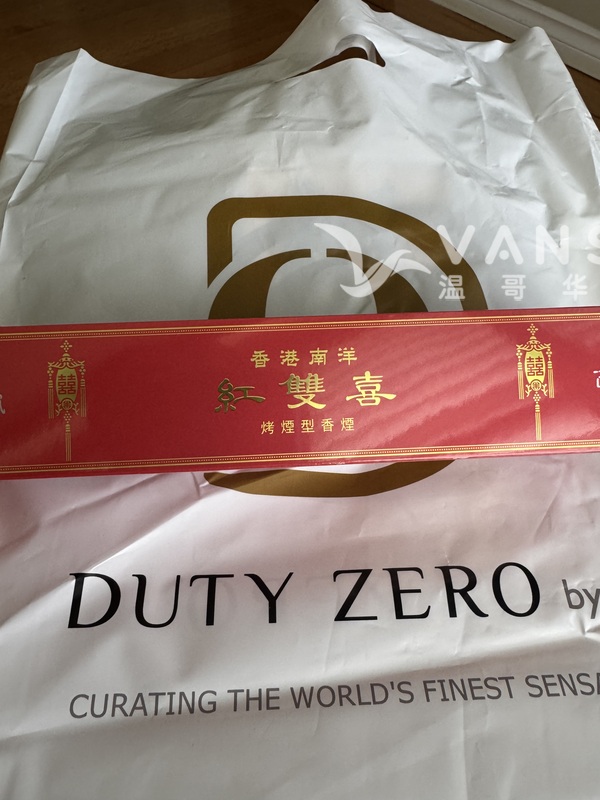 VANS
温哥华
香港南洋
紅雙喜
烤煙型香煙
DUTY ZERO by
CURATING THE WORLD'S FINEST SENSA